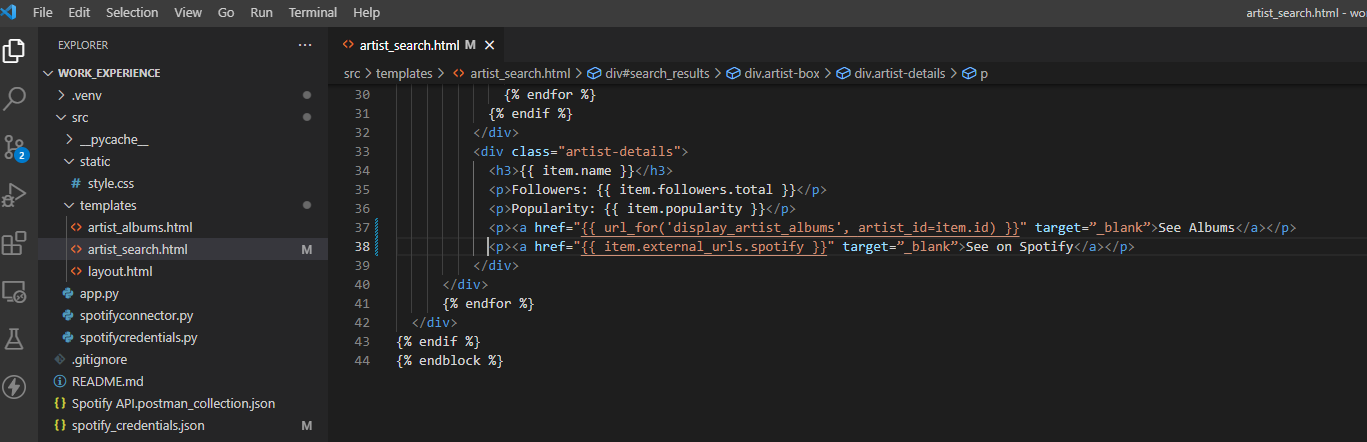 File Edit Selection View Go Run Terminal Help artist_search.html - wo
EXPLORER ...
WORK_EXPERIENCE
.venv
src
__pycache__
static
style.css
templates
artist_albums.html
artist_search.html M
layout.html
app.py
spotifyconnector.py
spotifycredentials.py
.gitignore
README.md
Spotify API.postman_collection.json
spotify_credentials.json M
2
artist_search.html M
src > templates > artist_search.html > div#search_results > div.artist-box > div.artist-details > p
30 {% endfor %}
31 {% endif %}
32 </div>
33 <div class="artist-details">
34 <h3>{{ item.name }}</h3>
35 <p>Followers: {{ item.followers.total }}</p>
36 <p>Popularity: {{ item.popularity }}</p>
37 <p><a href="{{ url_for('display_artist_albums', artist_id=item.id) }}" target=”_blank”>See Albums</a></p>
38 <p><a href="{{ item.external_urls.spotify }}" target=”_blank”>See on Spotify</a></p>
39 </div>
40 </div>
41 {% endfor %}
42 </div>
43 {% endif %}
44 {% endblock %}